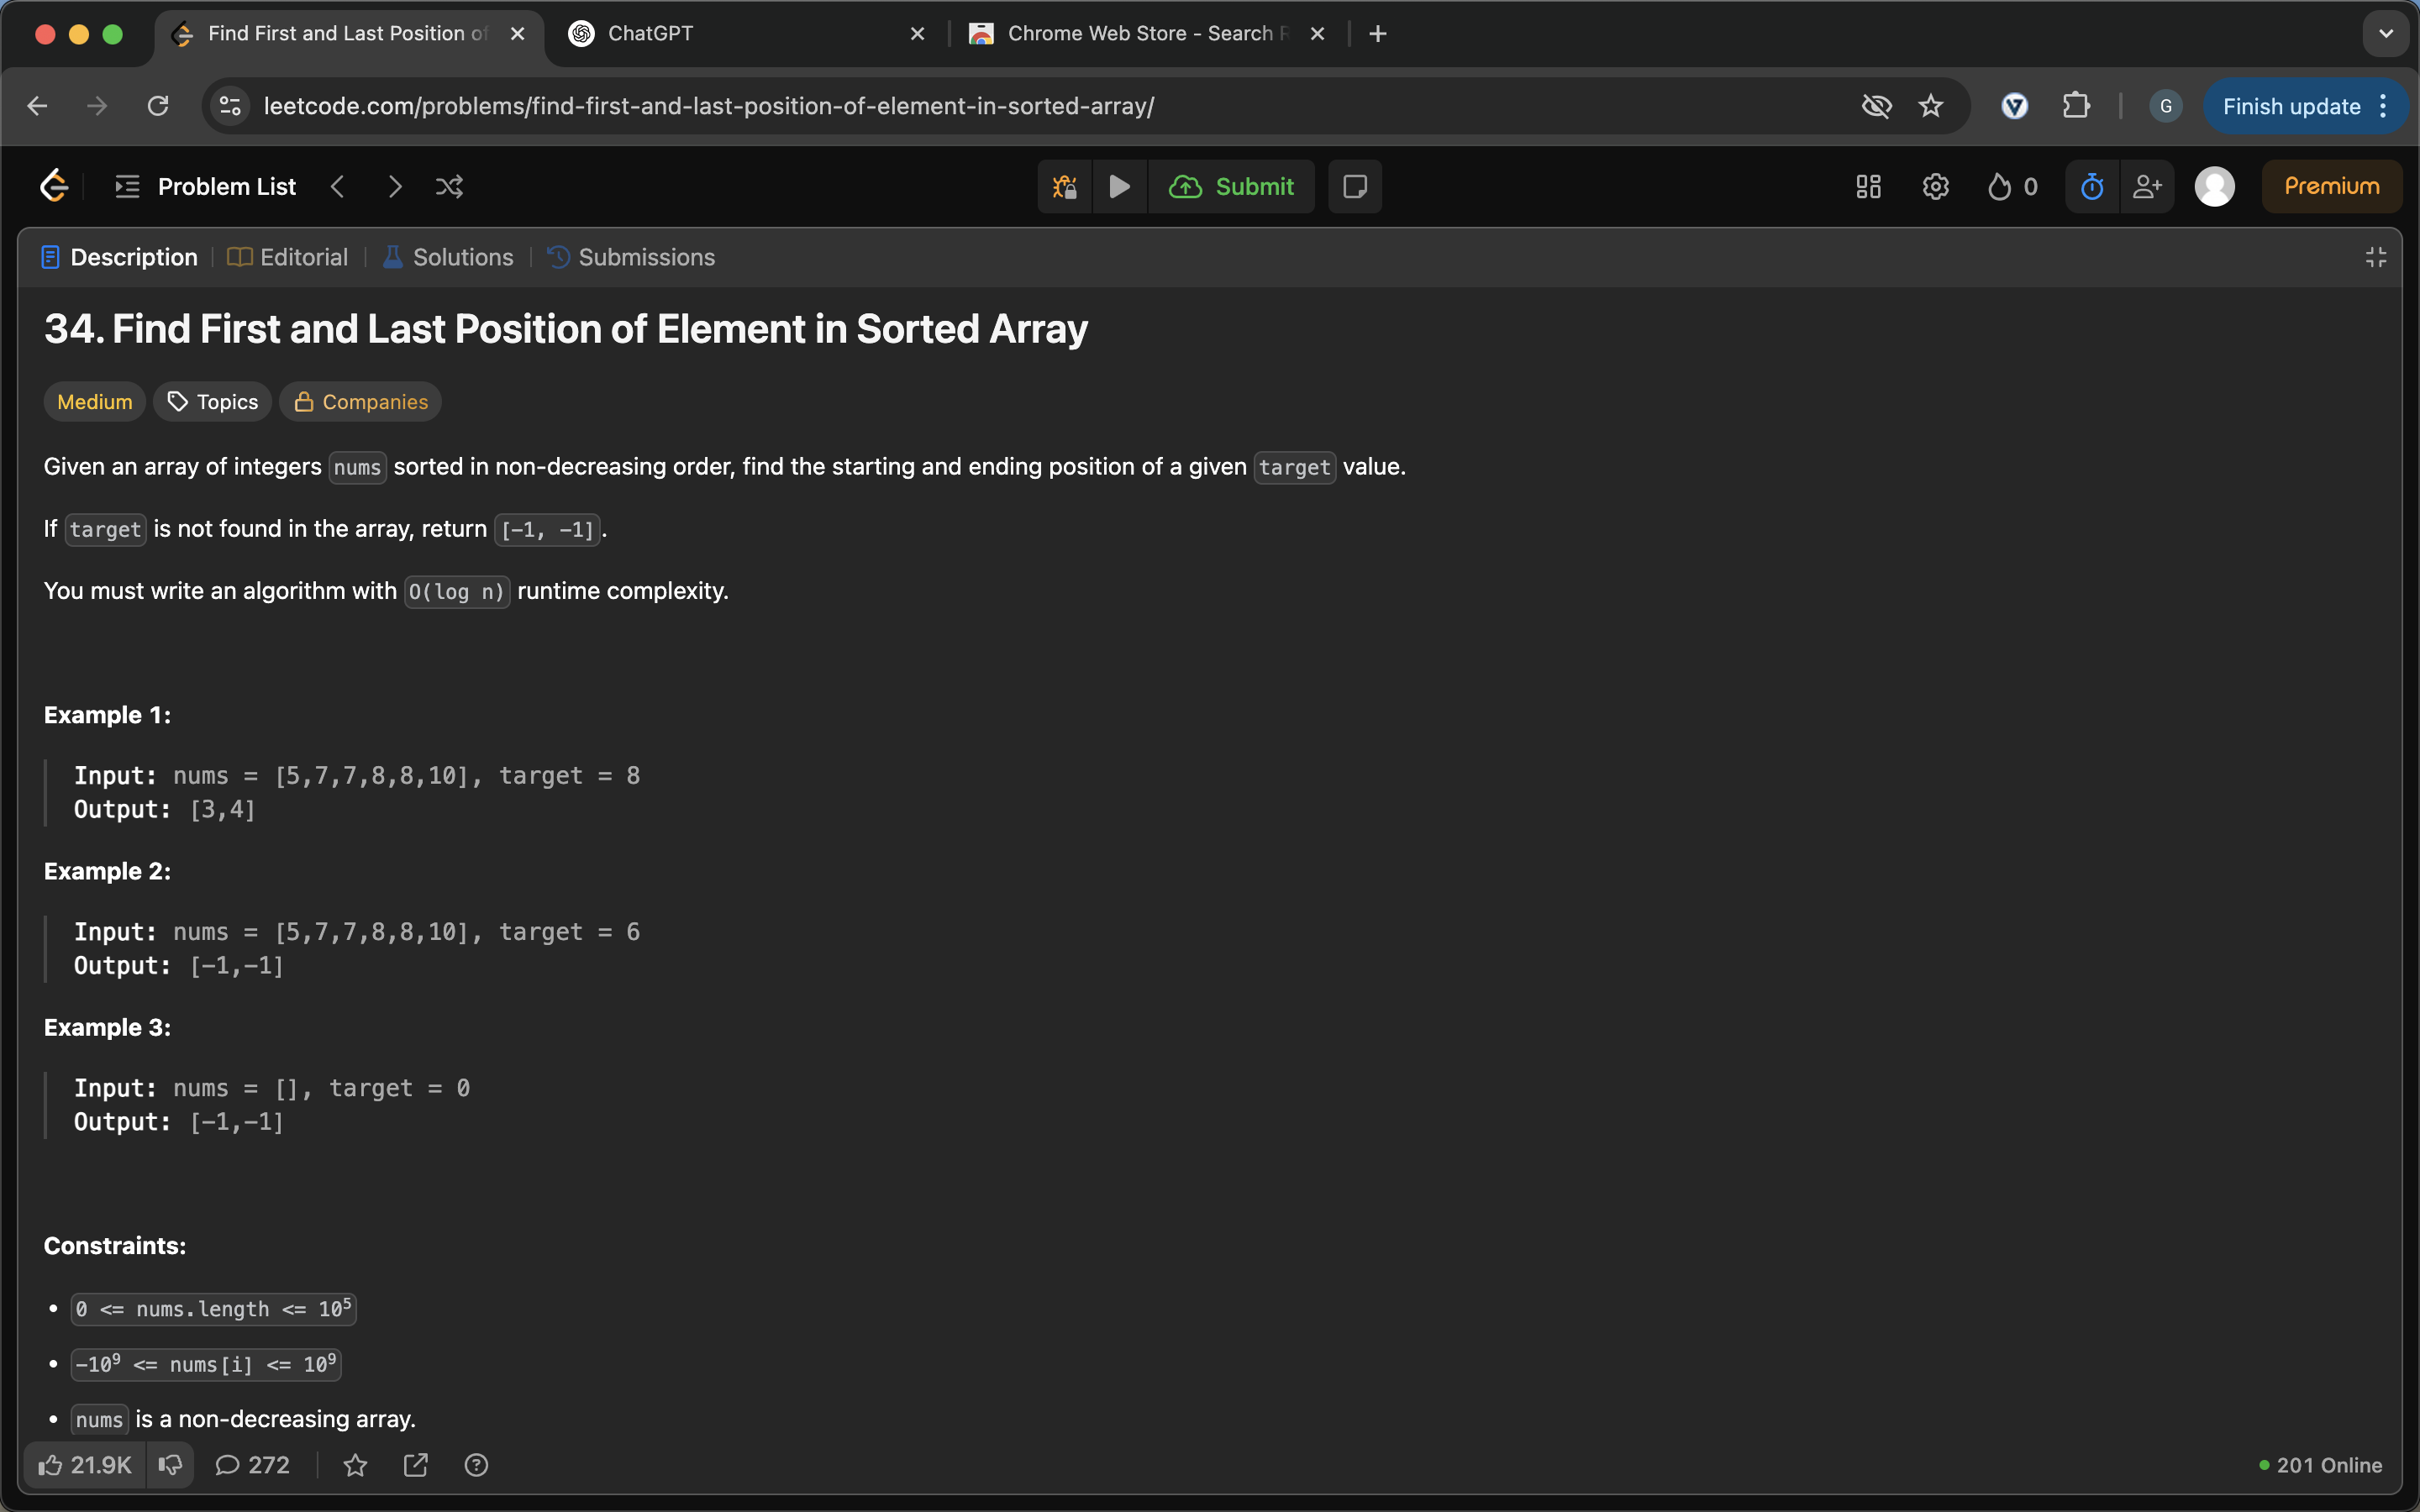 Find First and Last Position of
ChatGPT
Chrome Web Store - Search R
leetcode.com/problems/find-first-and-last-position-of-element-in-sorted-array/
G
Finish update
Problem List
Submit
0
Premium
Description
Editorial
Solutions
Submissions
34. Find First and Last Position of Element in Sorted Array
Medium
Topics
Companies
Given an array of integers nums sorted in non-decreasing order, find the starting and ending position of a given target value.
If target is not found in the array, return [-1, -1].
You must write an algorithm with O(log n) runtime complexity.
Example 1:
Input: nums = [5,7,7,8,8,10], target = 8
Output: [3,4]
Example 2:
Input: nums = [5,7,7,8,8,10], target = 6
Output: [-1,-1]
Example 3:
Input: nums = [], target = 0
Output: [-1,-1]
Constraints:
• 0 <= nums.length <= 10⁵
• -10⁹ <= nums[i] <= 10⁹
• nums is a non-decreasing array.
21.9K
272
201 Online